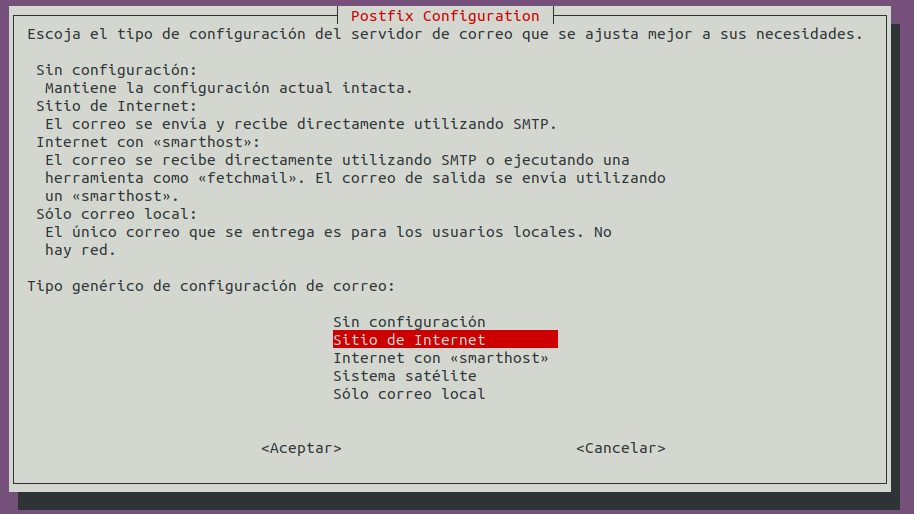 Postfix Configuration
Escoja el tipo de configuración del servidor de correo que se ajusta mejor a sus necesidades.
Sin configuración:
Mantiene la configuración actual intacta.
Sitio de Internet:
El correo se envía y recibe directamente utilizando SMTP.
Internet con «smarthost»:
El correo se recibe directamente utilizando SMTP o ejecutando una
herramienta como «fetchmail». El correo de salida se envía utilizando
un «smarthost».
Sólo correo local:
El único correo que se entrega es para los usuarios locales. No
hay red.
Tipo genérico de configuración de correo:
Sin configuración
Sitio de Internet
Internet con «smarthost»
Sistema satélite
Sólo correo local
<Aceptar> <Cancelar>